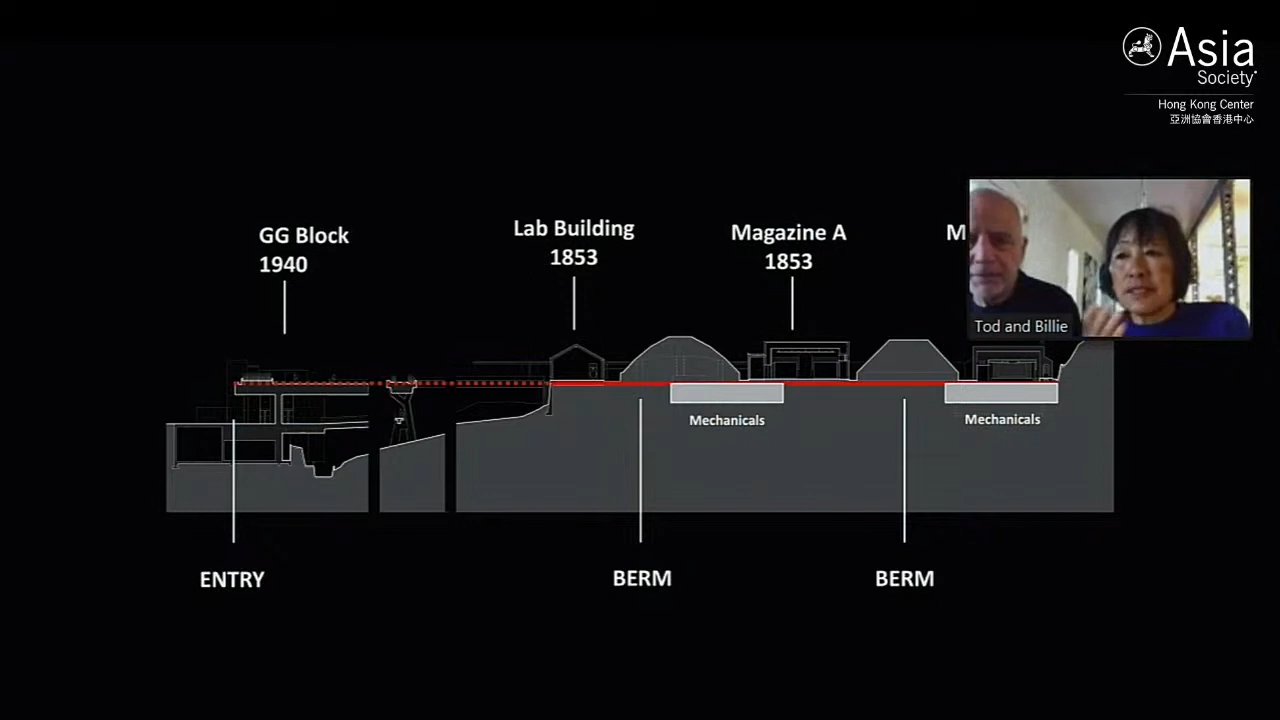 Asia
Society
Hong Kong Center
亞洲協會香港中心
GG Block
1940
Lab Building
1853
Magazine A
1853
M
Tod and Billie
Mechanicals
Mechanicals
ENTRY
BERM
BERM